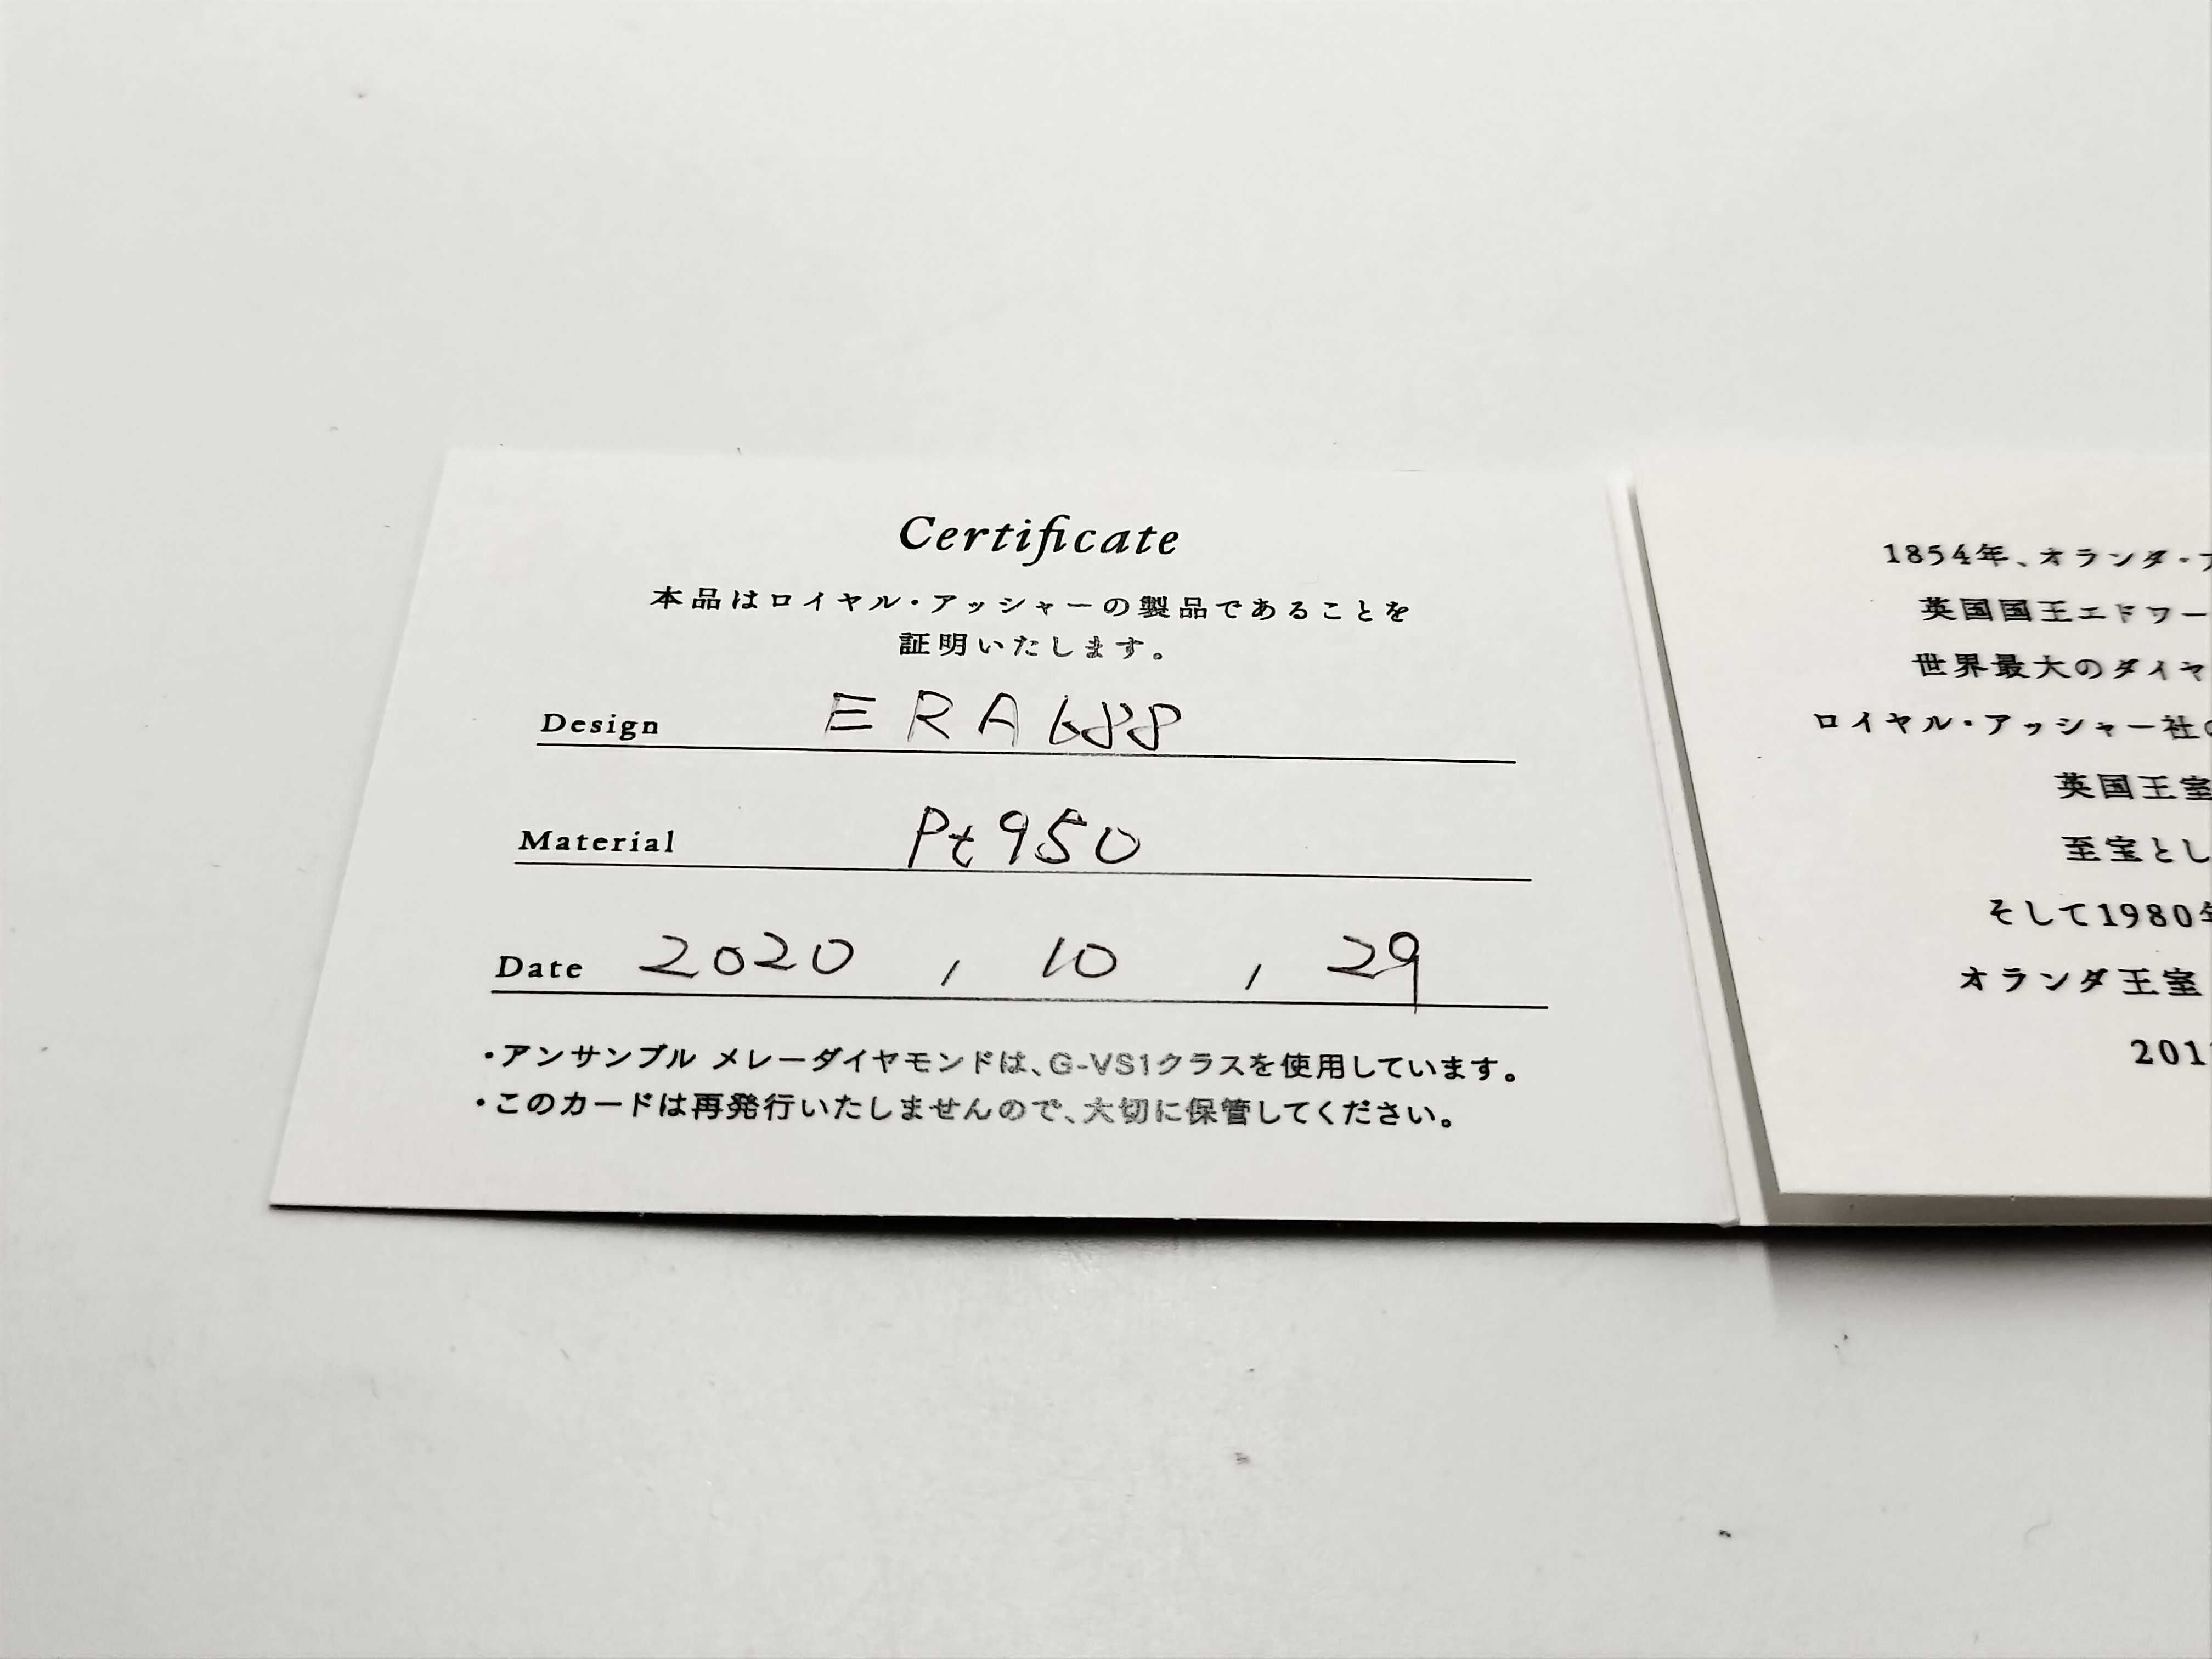 Certificate
本品はロイヤル・アッシャーの製品であることを
証明いたします。
Design ERA688
Material Pt950
Date 2020 , 10 , 29
・アンサンブル メレーダイヤモンドは、G-VS1クラスを使用しています。
・このカードは再発行いたしませんので、大切に保管してください。
1854年、オランダ・ア
英国国王エドワー
世界最大のダイヤ
ロイヤル・アッシャー社の
英国王室
至宝とし
そして1980年
オランダ王室
201